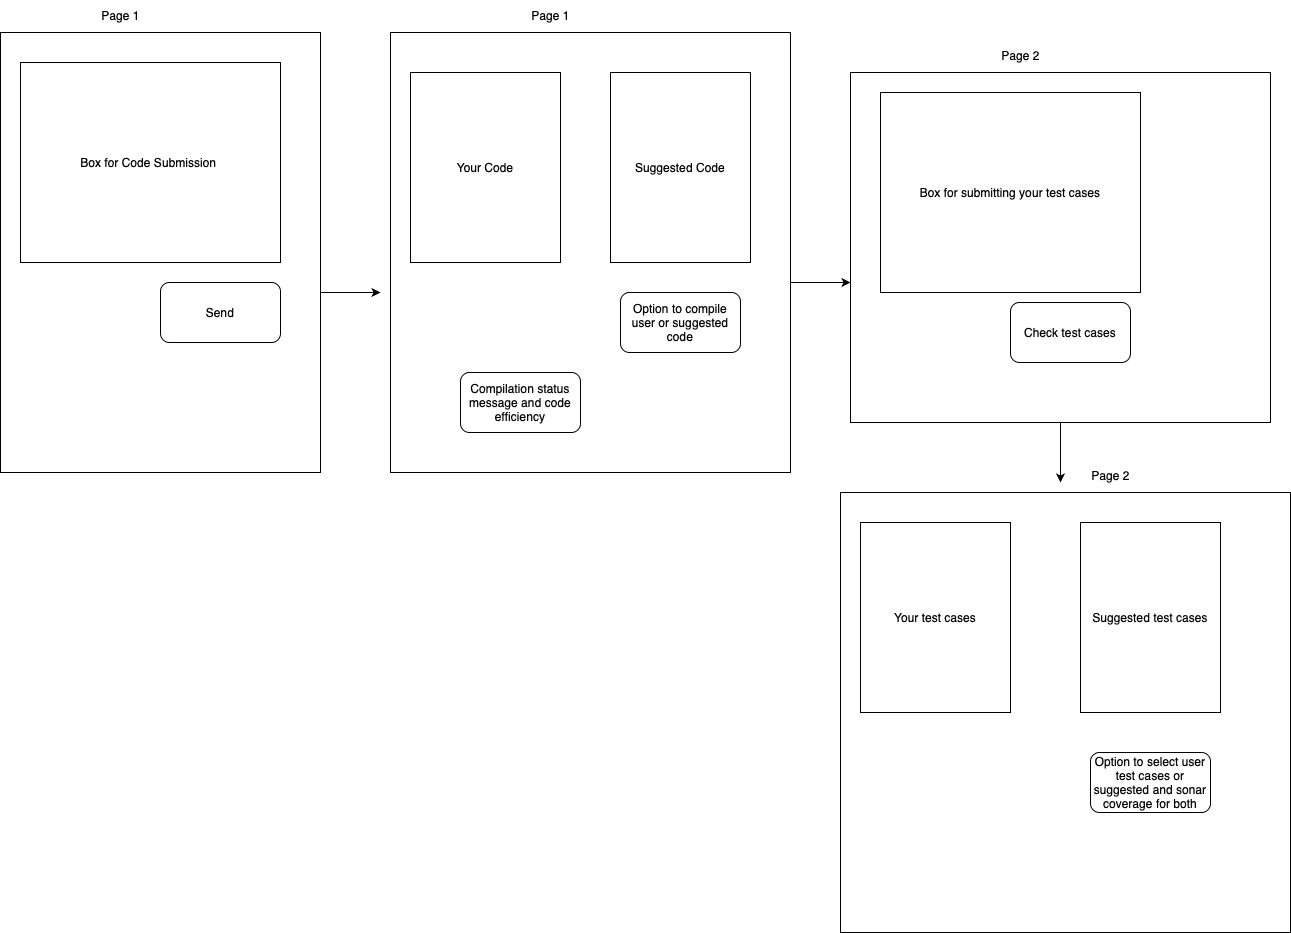 Page 1
Box for Code Submission
Send
Page 1
Your Code
Suggested Code
Option to compile
user or suggested
code
Compilation status
message and code
efficiency
Page 2
Box for submitting your test cases
Check test cases
Page 2
Your test cases
Suggested test cases
Option to select user
test cases or
suggested and sonar
coverage for both